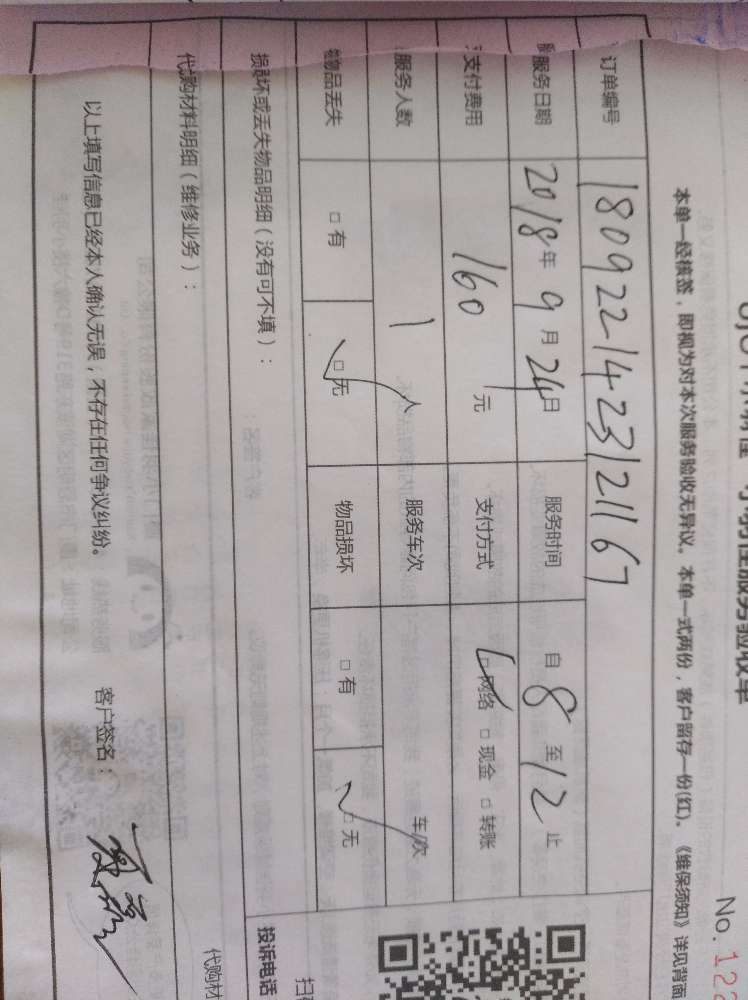 服务验收单
No. 122
本单一经核签，即视为对本次服务验收无异议。本单一式两份，客户留存一份(红)。《维保须知》详见背面
订单编号 1809221423121167
服务日期 2018年9月24日 服务时间 自8至12止
支付费用 160元 支付方式 □网络 □现金 □转账
服务人数 1人 服务车次 车/次
物品丢失 □有 □无 物品损坏 □有 □无
损坏或丢失物品明细（没有可不填）：
投诉电话
代购材料明细（维修业务）：
代购材
以上填写信息已经本人确认无误，不存在任何争议纠纷。 客户签名：